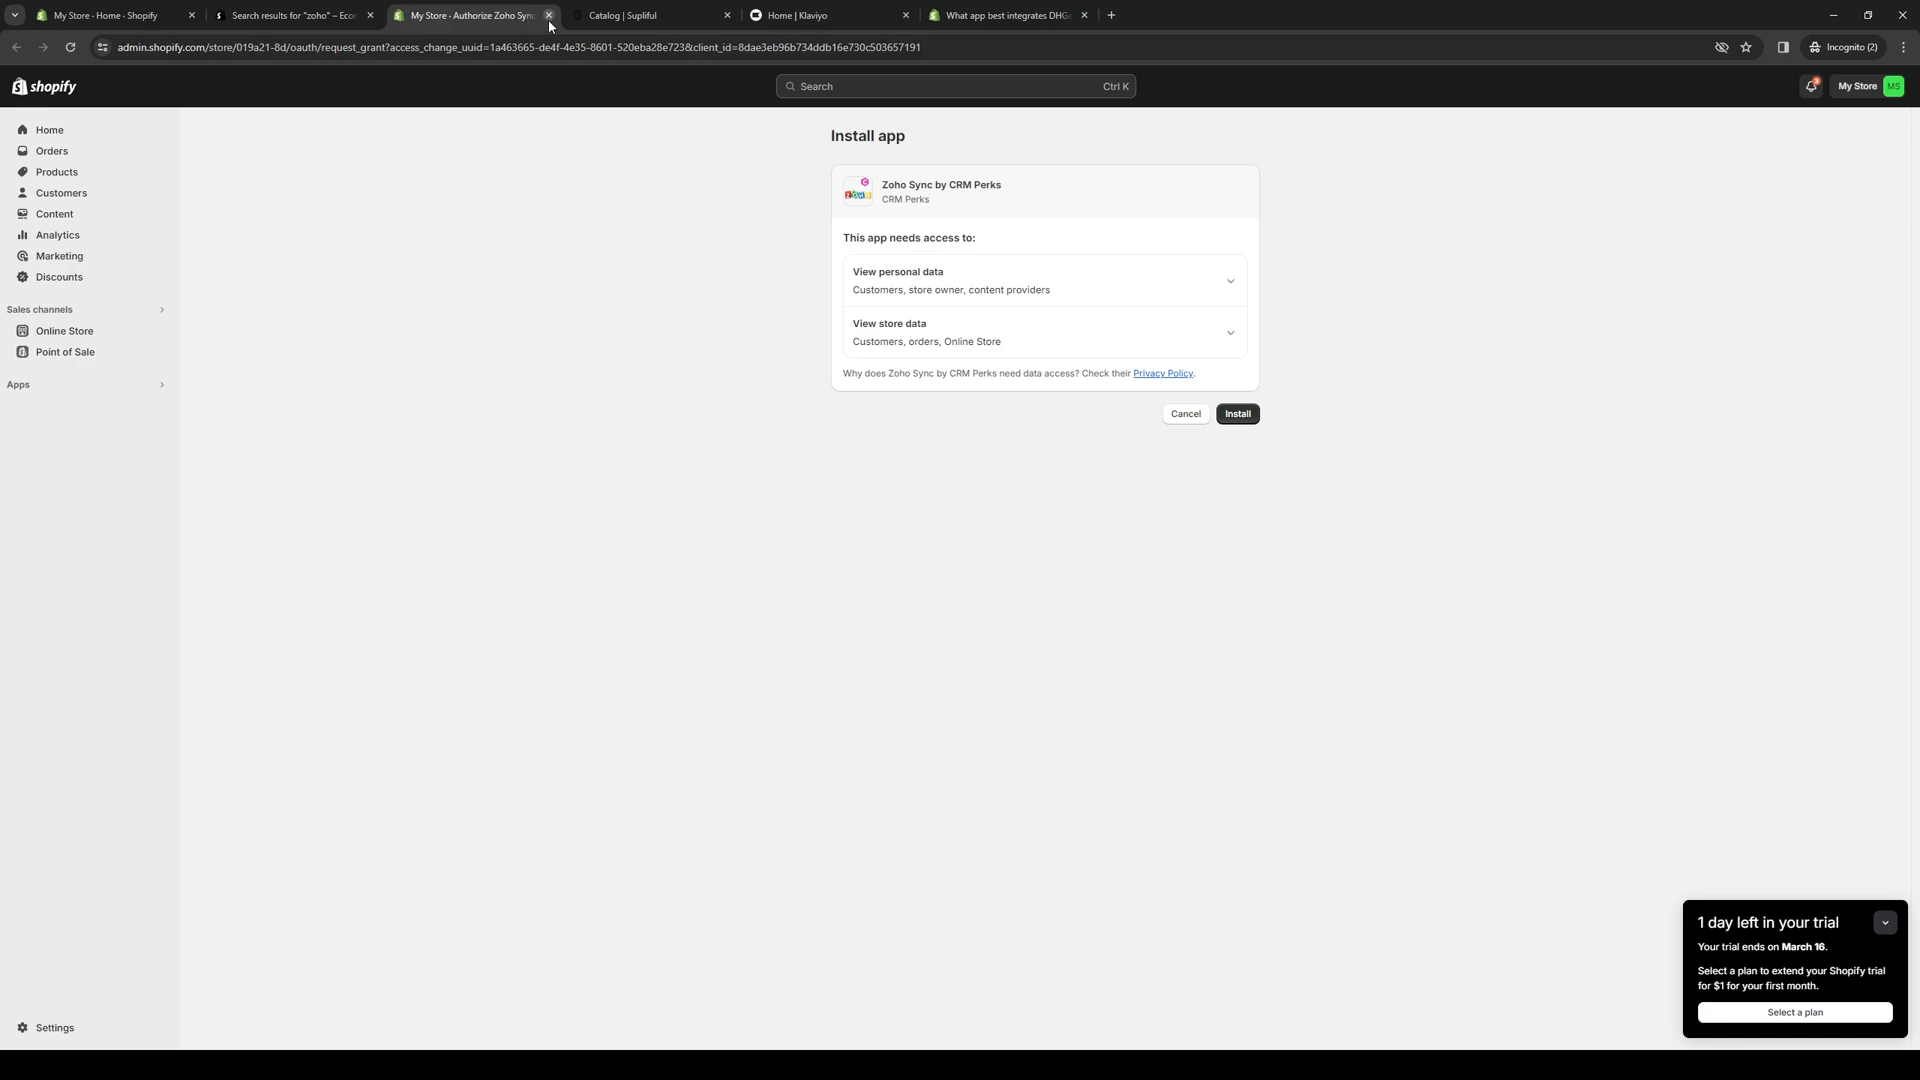 My Store · Home · Shopify
Search results for "zoho" – Ecor
My Store · Authorize Zoho Sync
Catalog | Supliful
Home | Klaviyo
What app best integrates DHGa
admin.shopify.com/store/019a21-8d/oauth/request_grant?access_change_uuid=1a463665-de4f-4e35-8601-520eba28e723&client_id=8dae3eb96b734ddb16e730c503657191
Incognito (2)
shopify
Search
Ctrl K
3
My Store
MS
Home
Orders
Products
Customers
Content
Analytics
Marketing
Discounts
Sales channels
Online Store
Point of Sale
Apps
Settings
Install app
ZOHO
Zoho Sync by CRM Perks
CRM Perks
This app needs access to:
View personal data
Customers, store owner, content providers
View store data
Customers, orders, Online Store
Why does Zoho Sync by CRM Perks need data access? Check their Privacy Policy.
Cancel
Install
1 day left in your trial
Your trial ends on March 16.
Select a plan to extend your Shopify trial
for $1 for your first month.
Select a plan